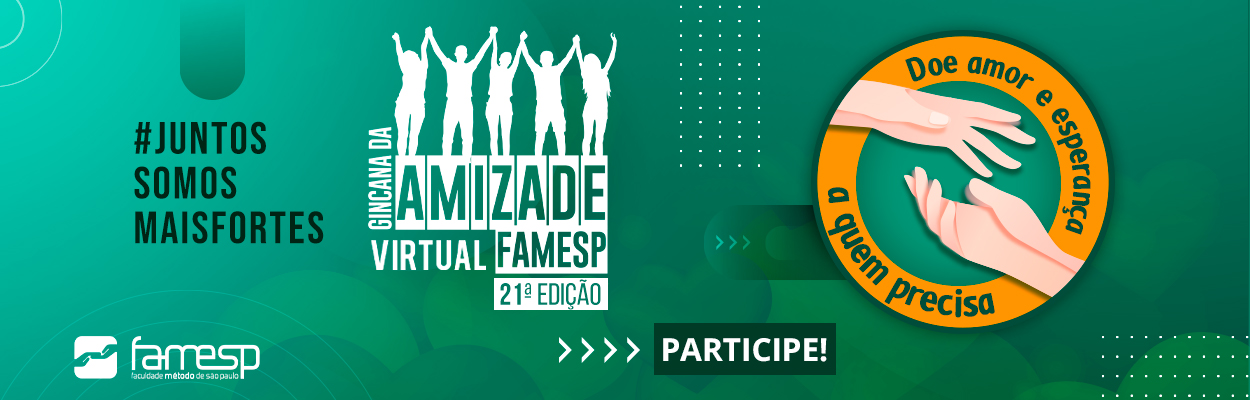 #JUNTOS
SOMOS
MAISFORTES
GINCANA DA
AMIZADE
VIRTUAL FAMESP
21ª EDIÇÃO
Doe amor e esperança
a quem precisa
PARTICIPE!
famesp
faculdade método de são paulo